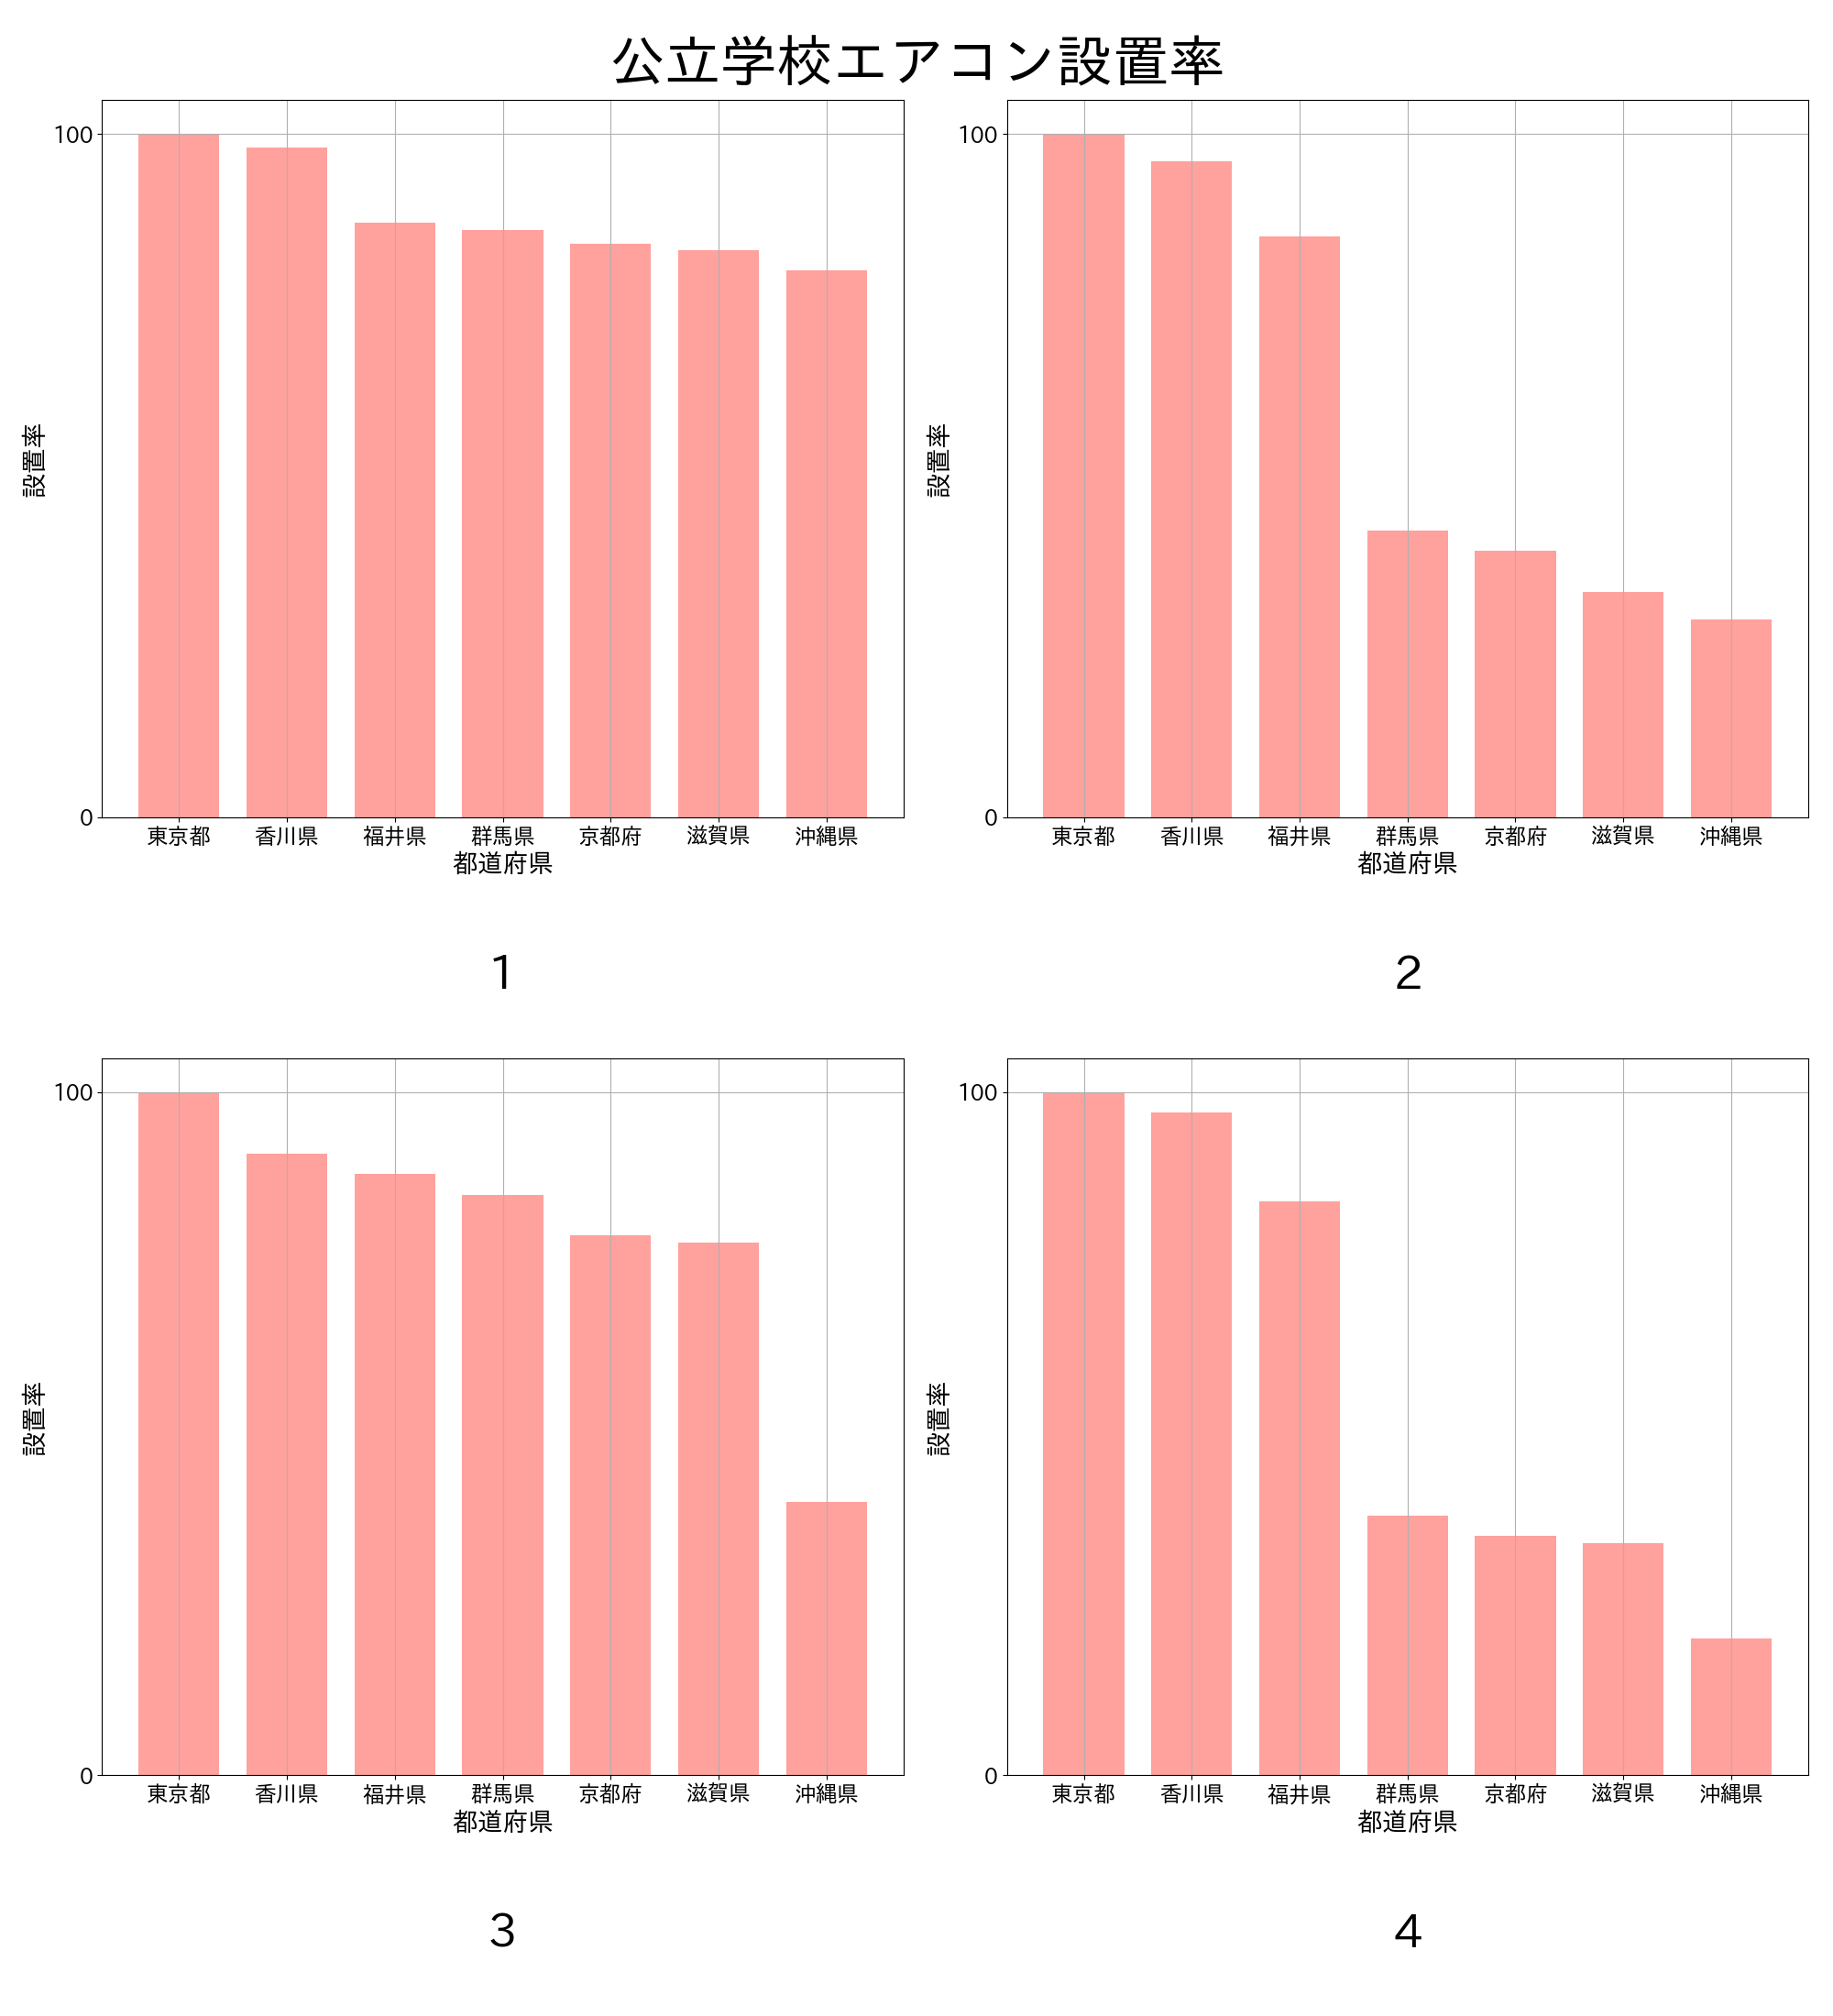 公立学校エアコン設置率
100
設置率
0
東京都 香川県 福井県 群馬県 京都府 滋賀県 沖縄県
都道府県
1
100
設置率
0
東京都 香川県 福井県 群馬県 京都府 滋賀県 沖縄県
都道府県
2
100
設置率
0
東京都 香川県 福井県 群馬県 京都府 滋賀県 沖縄県
都道府県
3
100
設置率
0
東京都 香川県 福井県 群馬県 京都府 滋賀県 沖縄県
都道府県
4